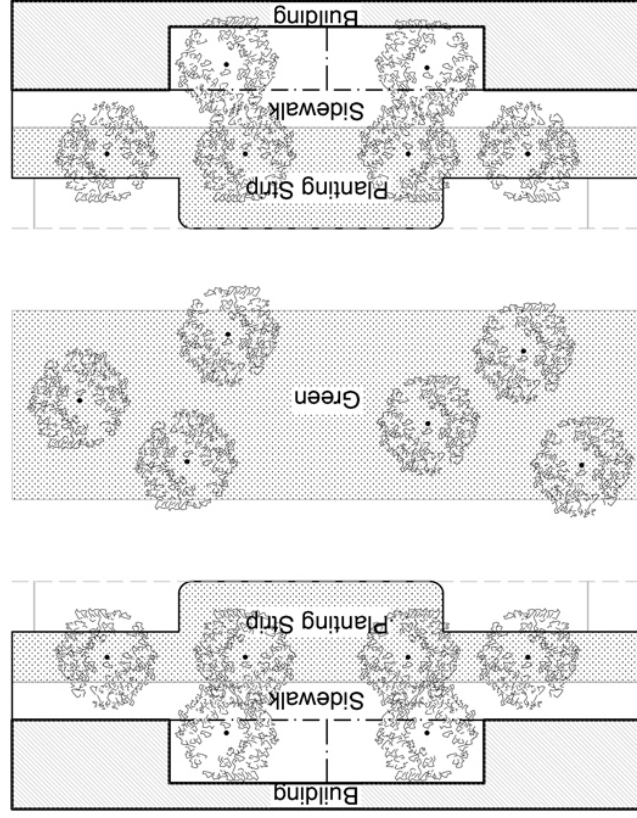 Building
Sidewalk
Planting Strip
Green
Planting Strip
Sidewalk
Building